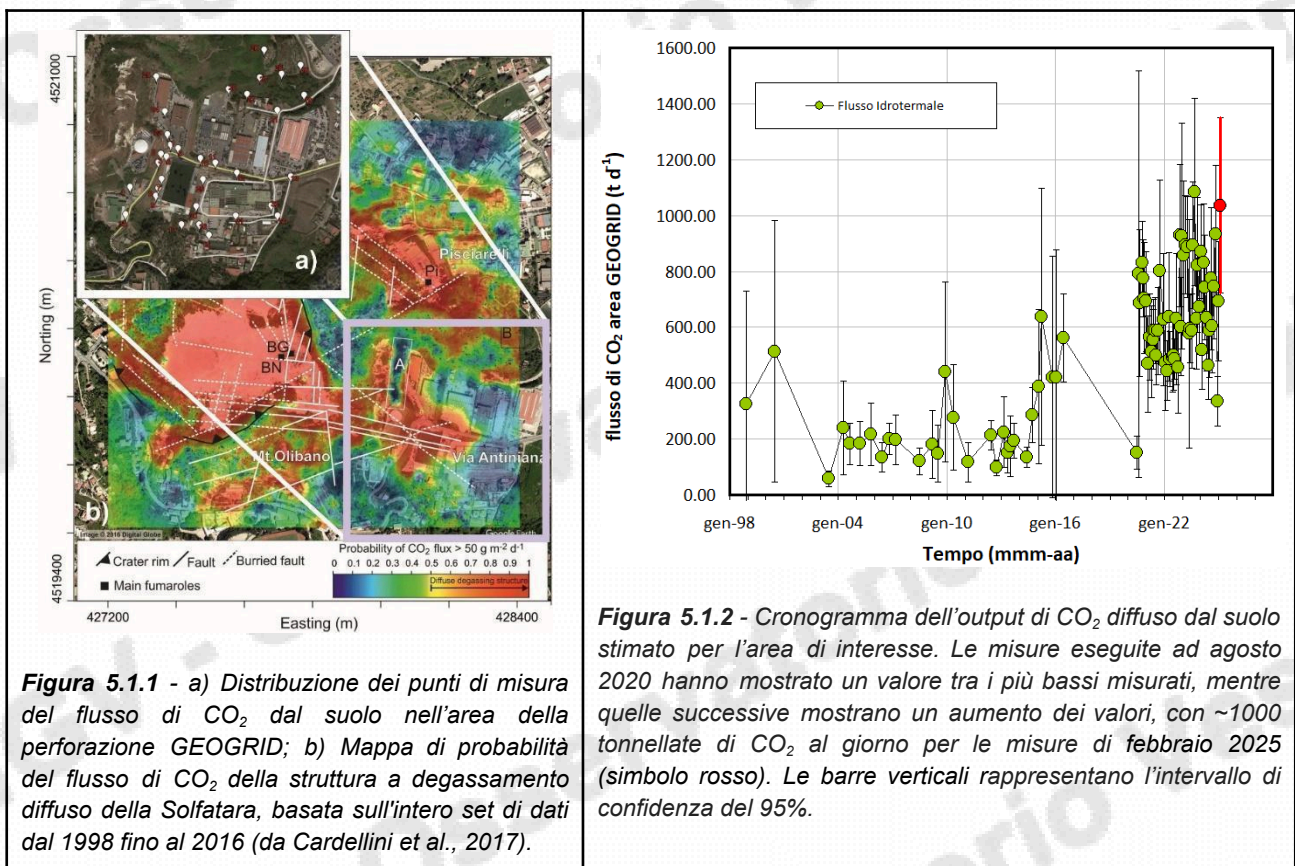 4521000
Northing (m)
4519400
a)
b)
Pisciarelli
Pi
BG
BN
A
B
Mt.Olibano
Via Antiniana
Image © 2016 Digital Globe
Google Earth
Crater rim
Fault
Burried fault
Main fumaroles
Probability of CO₂ flux > 50 g m⁻² d⁻¹
0 0.1 0.2 0.3 0.4 0.5 0.6 0.7 0.8 0.9 1
Diffuse degassing structure
427200
428400
Easting (m)
Figura 5.1.1 - a) Distribuzione dei punti di misura
del flusso di CO₂ dal suolo nell'area della
perforazione GEOGRID; b) Mappa di probabilità
del flusso di CO₂ della struttura a degassamento
diffuso della Solfatara, basata sull'intero set di dati
dal 1998 fino al 2016 (da Cardellini et al., 2017).
flusso di CO₂ area GEOGRID (t d⁻¹)
1600.00
1400.00
1200.00
1000.00
800.00
600.00
400.00
200.00
0.00
Flusso Idrotermale
gen-98 gen-04 gen-10 gen-16 gen-22
Tempo (mmm-aa)
Figura 5.1.2 - Cronogramma dell'output di CO₂ diffuso dal suolo
stimato per l'area di interesse. Le misure eseguite ad agosto
2020 hanno mostrato un valore tra i più bassi misurati, mentre
quelle successive mostrano un aumento dei valori, con ~1000
tonnellate di CO₂ al giorno per le misure di febbraio 2025
(simbolo rosso). Le barre verticali rappresentano l'intervallo di
confidenza del 95%.